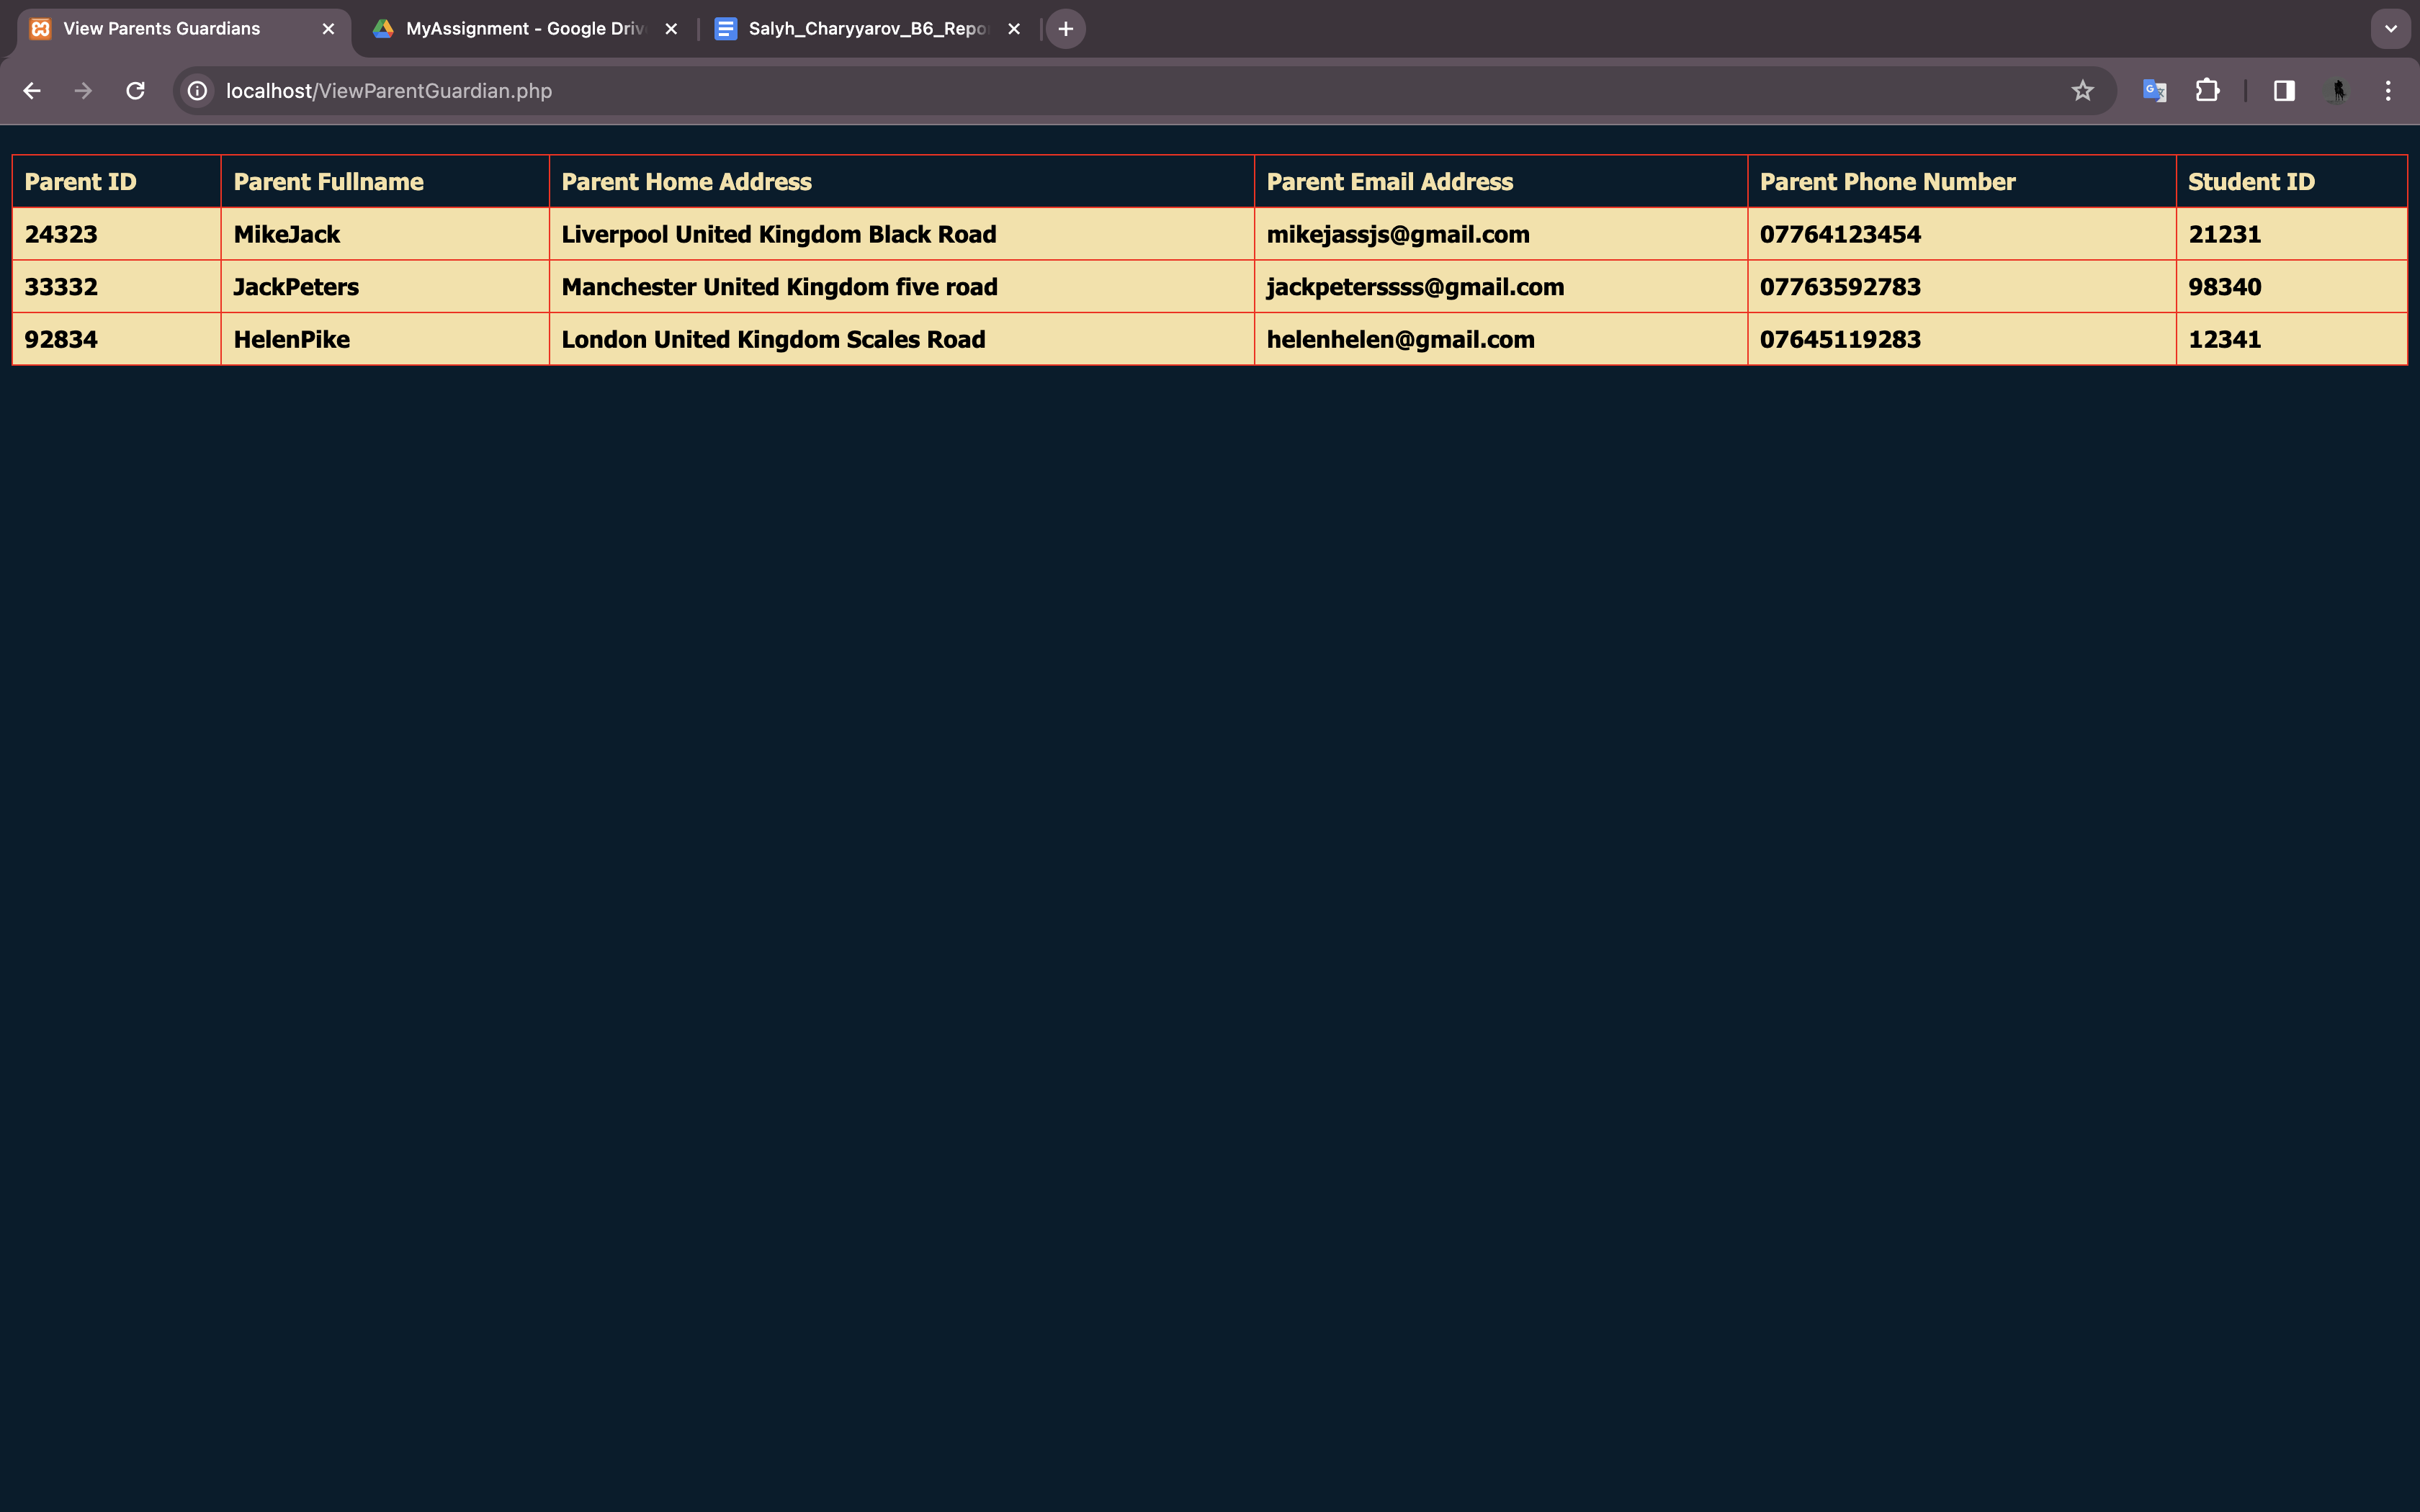 View Parents Guardians
MyAssignment - Google Driv
Salyh_Charyyarov_B6_Repo
localhost/ViewParentGuardian.php
Parent ID Parent Fullname Parent Home Address Parent Email Address Parent Phone Number Student ID
24323 MikeJack Liverpool United Kingdom Black Road mikejassjs@gmail.com 07764123454 21231
33332 JackPeters Manchester United Kingdom five road jackpeterssss@gmail.com 07763592783 98340
92834 HelenPike London United Kingdom Scales Road helenhelen@gmail.com 07645119283 12341